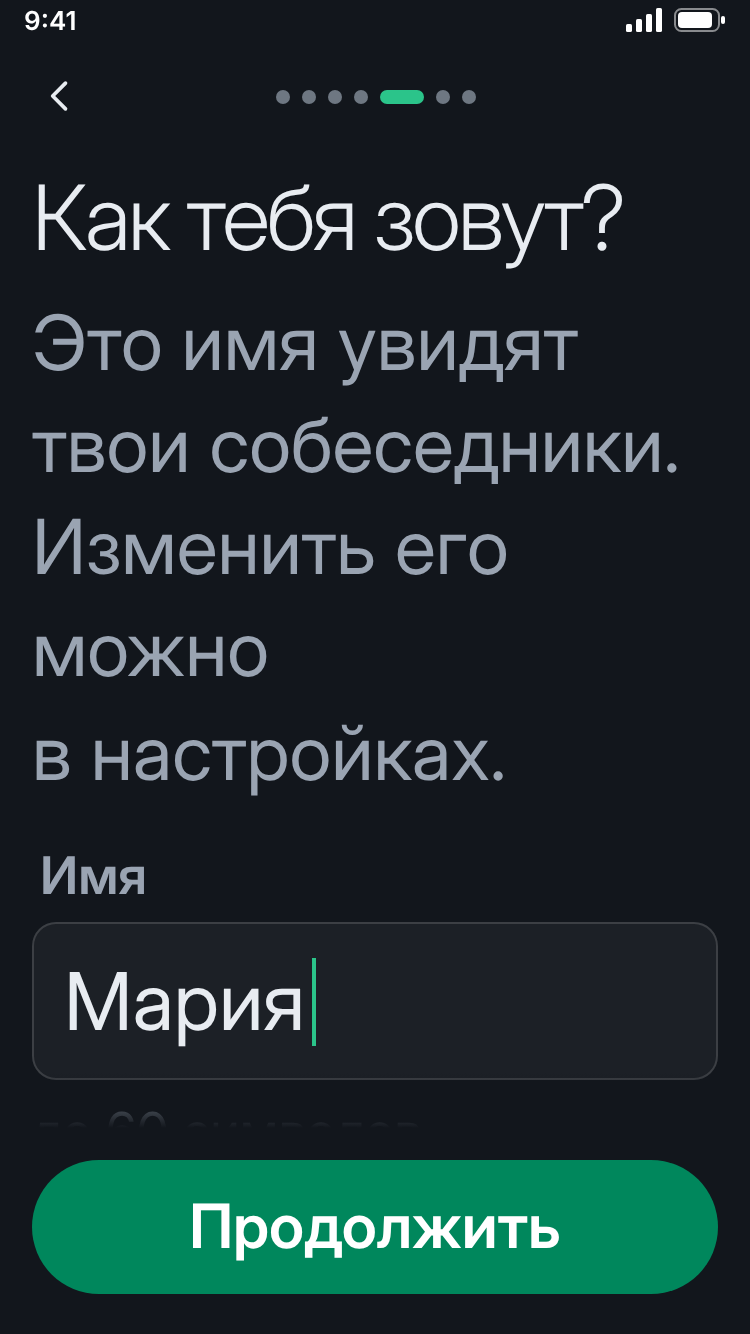 9:41
Как тебя зовут?
Это имя увидят
твои собеседники.
Изменить его
можно
в настройках.
Имя
Мария
Продолжить